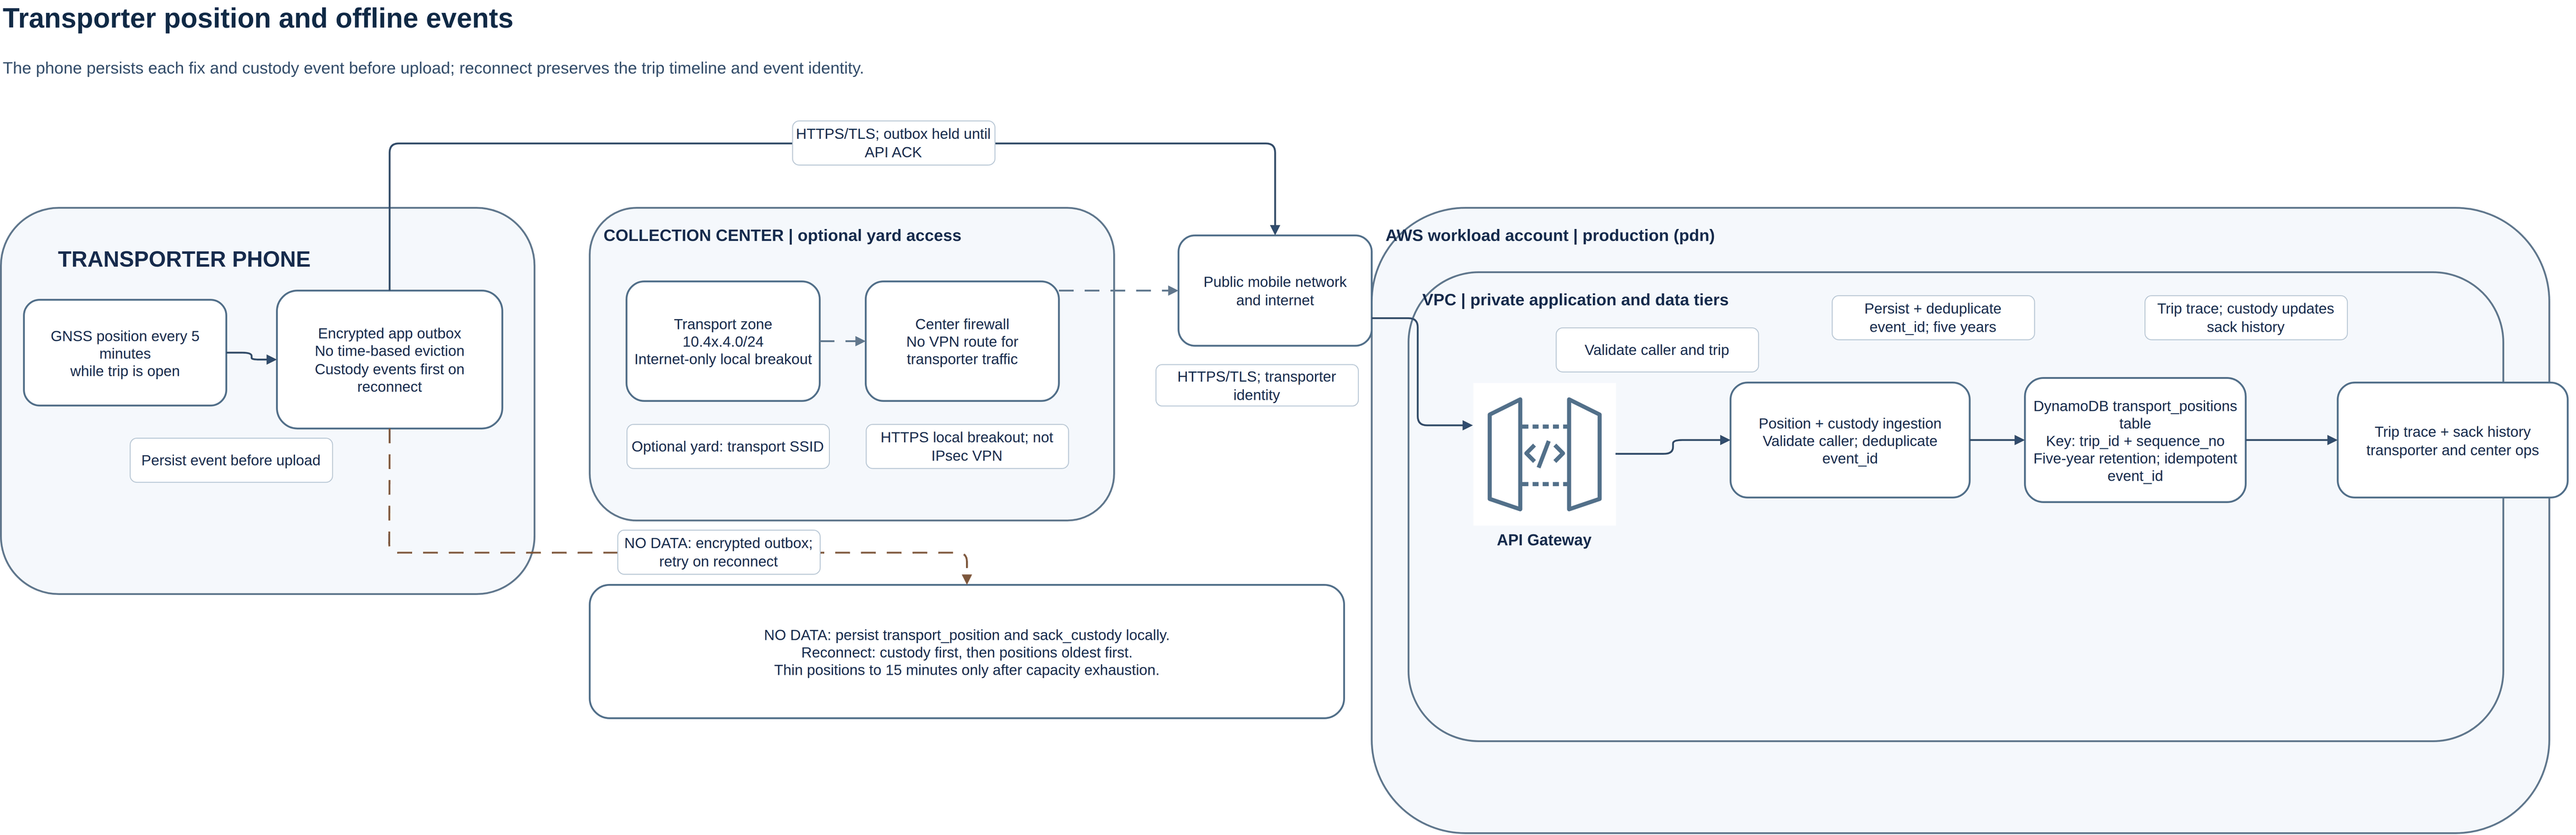 Transporter position and offline events
The phone persists each fix and custody event before upload; reconnect preserves the trip timeline and event identity.
HTTPS/TLS; outbox held until
API ACK
TRANSPORTER PHONE
GNSS position every 5
minutes
while trip is open
Encrypted app outbox
No time-based eviction
Custody events first on
reconnect
Persist event before upload
COLLECTION CENTER | optional yard access
Transport zone
10.4x.4.0/24
Internet-only local breakout
Center firewall
No VPN route for
transporter traffic
Optional yard: transport SSID
HTTPS local breakout; not
IPsec VPN
Public mobile network
and internet
HTTPS/TLS; transporter
identity
NO DATA: encrypted outbox;
retry on reconnect
NO DATA: persist transport_position and sack_custody locally.
Reconnect: custody first, then positions oldest first.
Thin positions to 15 minutes only after capacity exhaustion.
AWS workload account | production (pdn)
VPC | private application and data tiers
Validate caller and trip
Persist + deduplicate
event_id; five years
Trip trace; custody updates
sack history
API Gateway
Position + custody ingestion
Validate caller; deduplicate
event_id
DynamoDB transport_positions
table
Key: trip_id + sequence_no
Five-year retention; idempotent
event_id
Trip trace + sack history
transporter and center ops